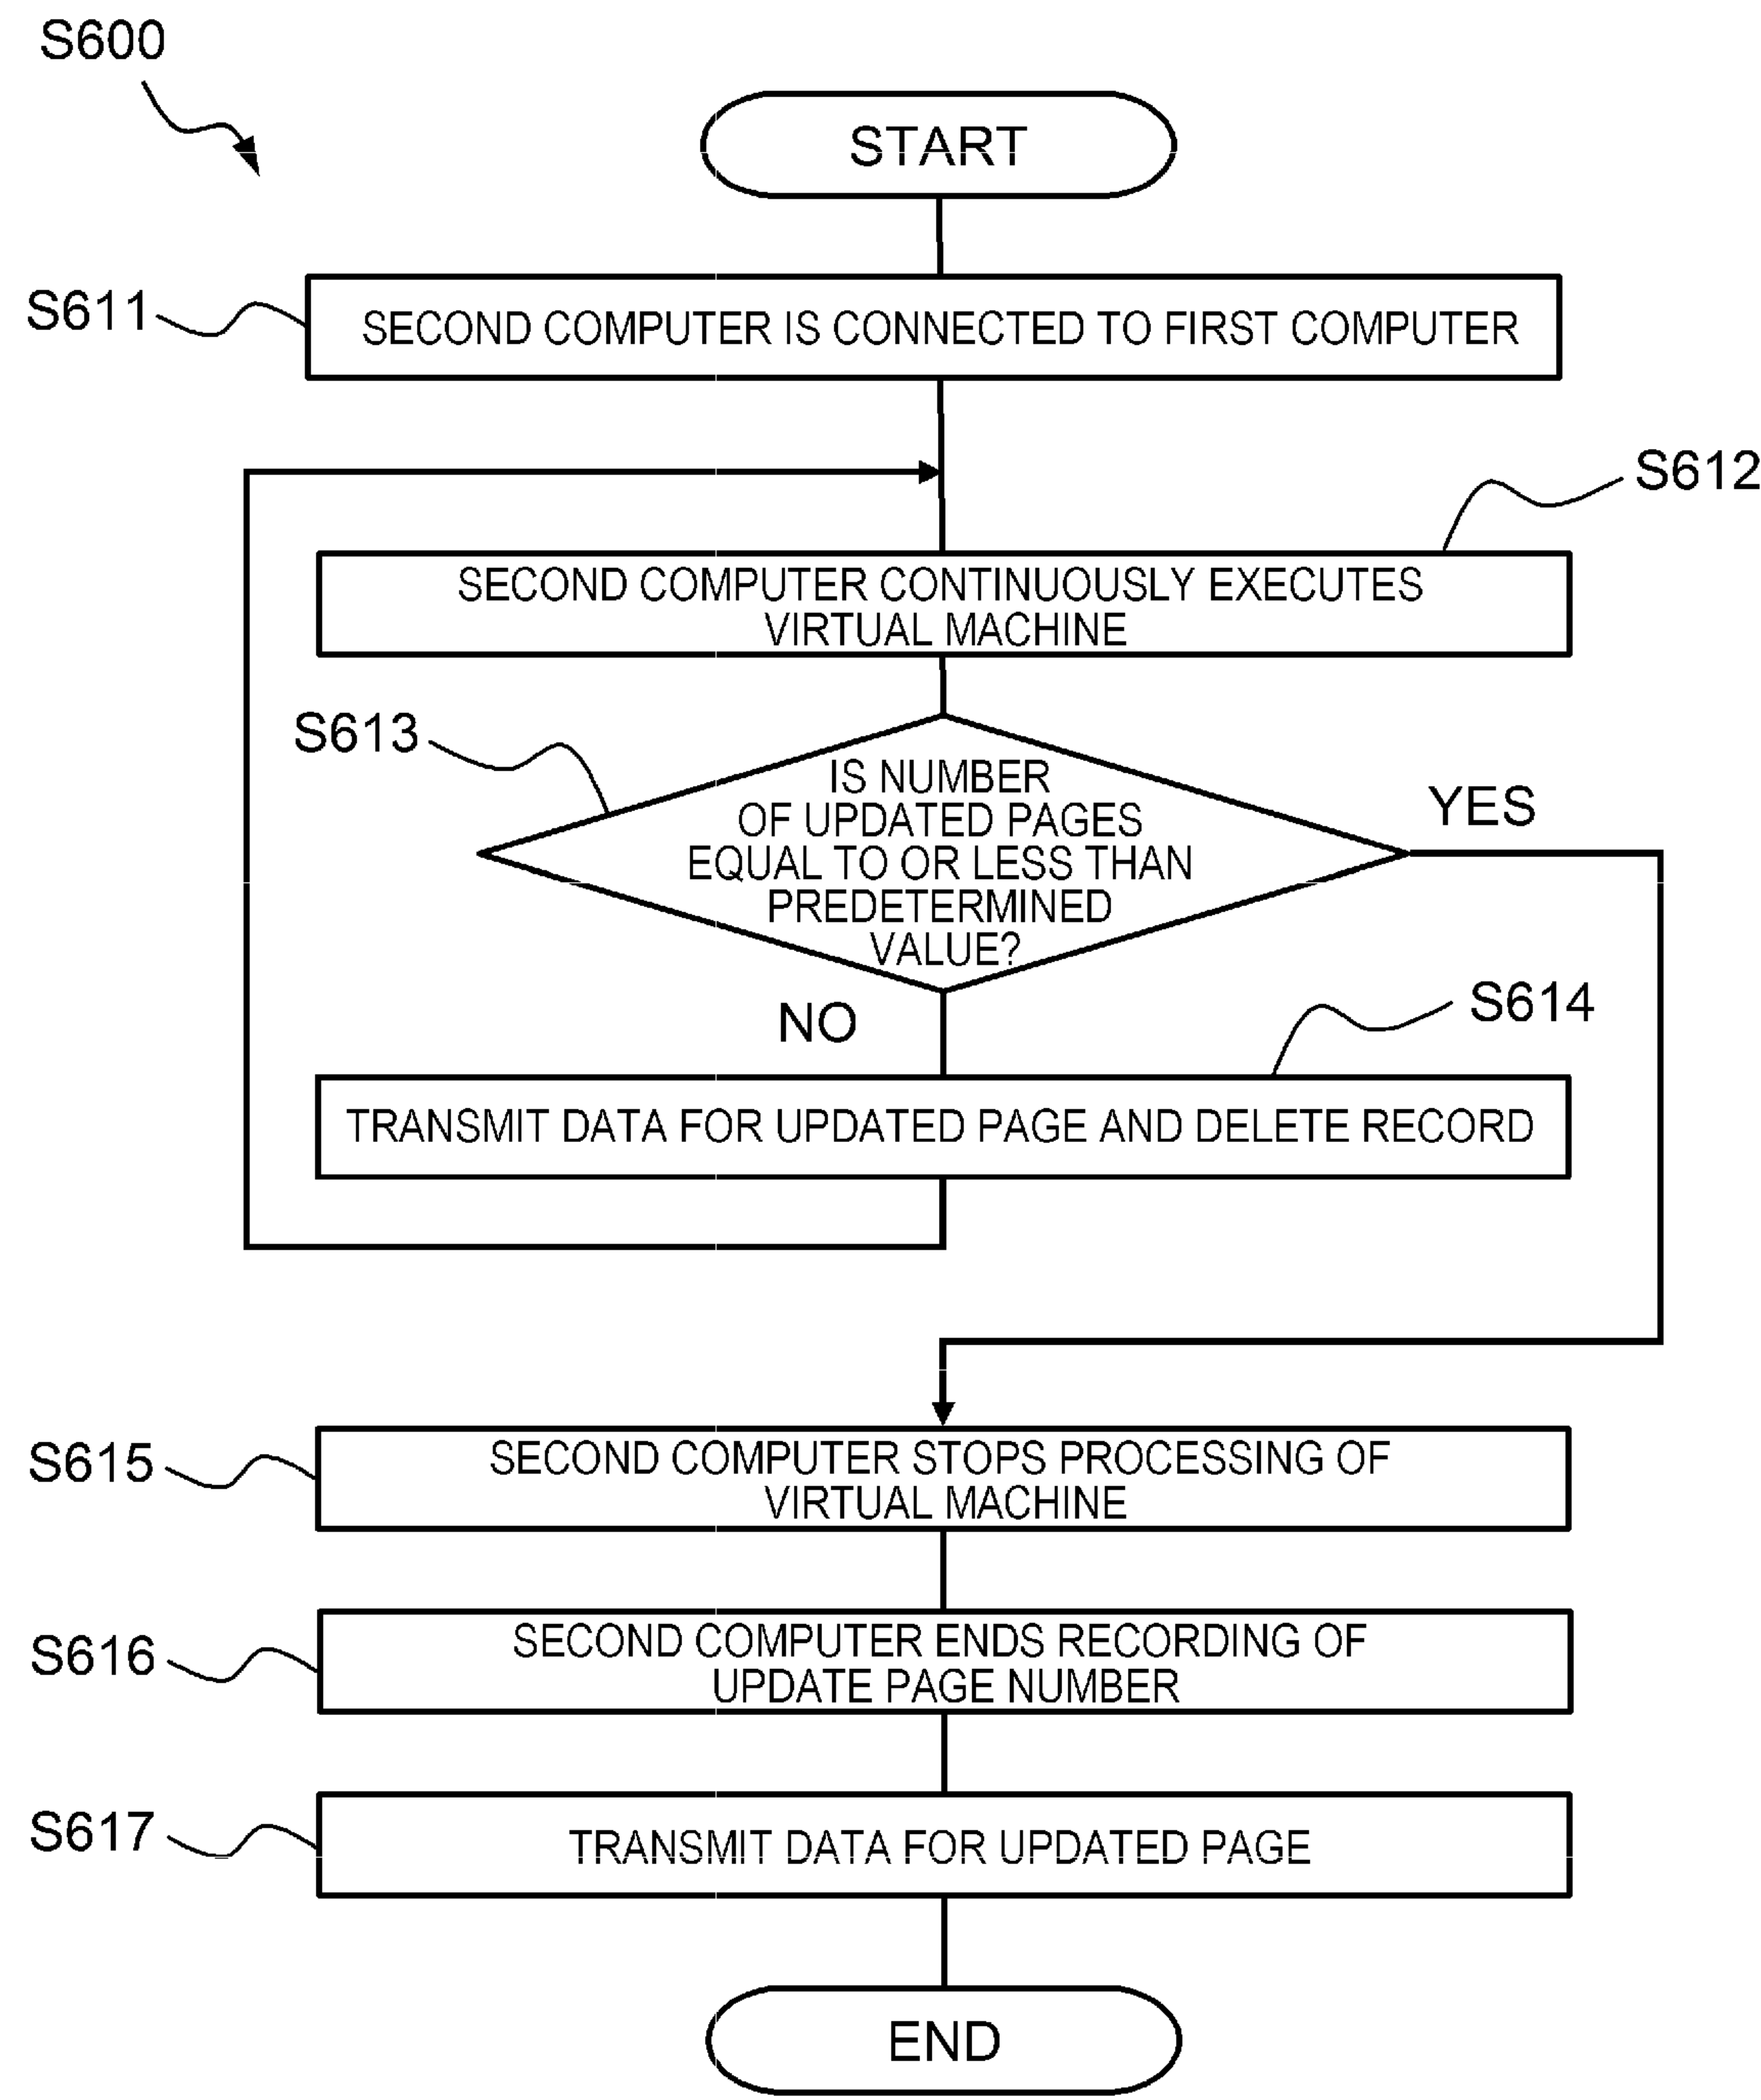 S600
START
S611
SECOND COMPUTER IS CONNECTED TO FIRST COMPUTER
S612
SECOND COMPUTER CONTINUOUSLY EXECUTES
VIRTUAL MACHINE
S613
IS NUMBER
OF UPDATED PAGES
EQUAL TO OR LESS THAN
PREDETERMINED
VALUE?
YES
NO
S614
TRANSMIT DATA FOR UPDATED PAGE AND DELETE RECORD
S615
SECOND COMPUTER STOPS PROCESSING OF
VIRTUAL MACHINE
S616
SECOND COMPUTER ENDS RECORDING OF
UPDATE PAGE NUMBER
S617
TRANSMIT DATA FOR UPDATED PAGE
END